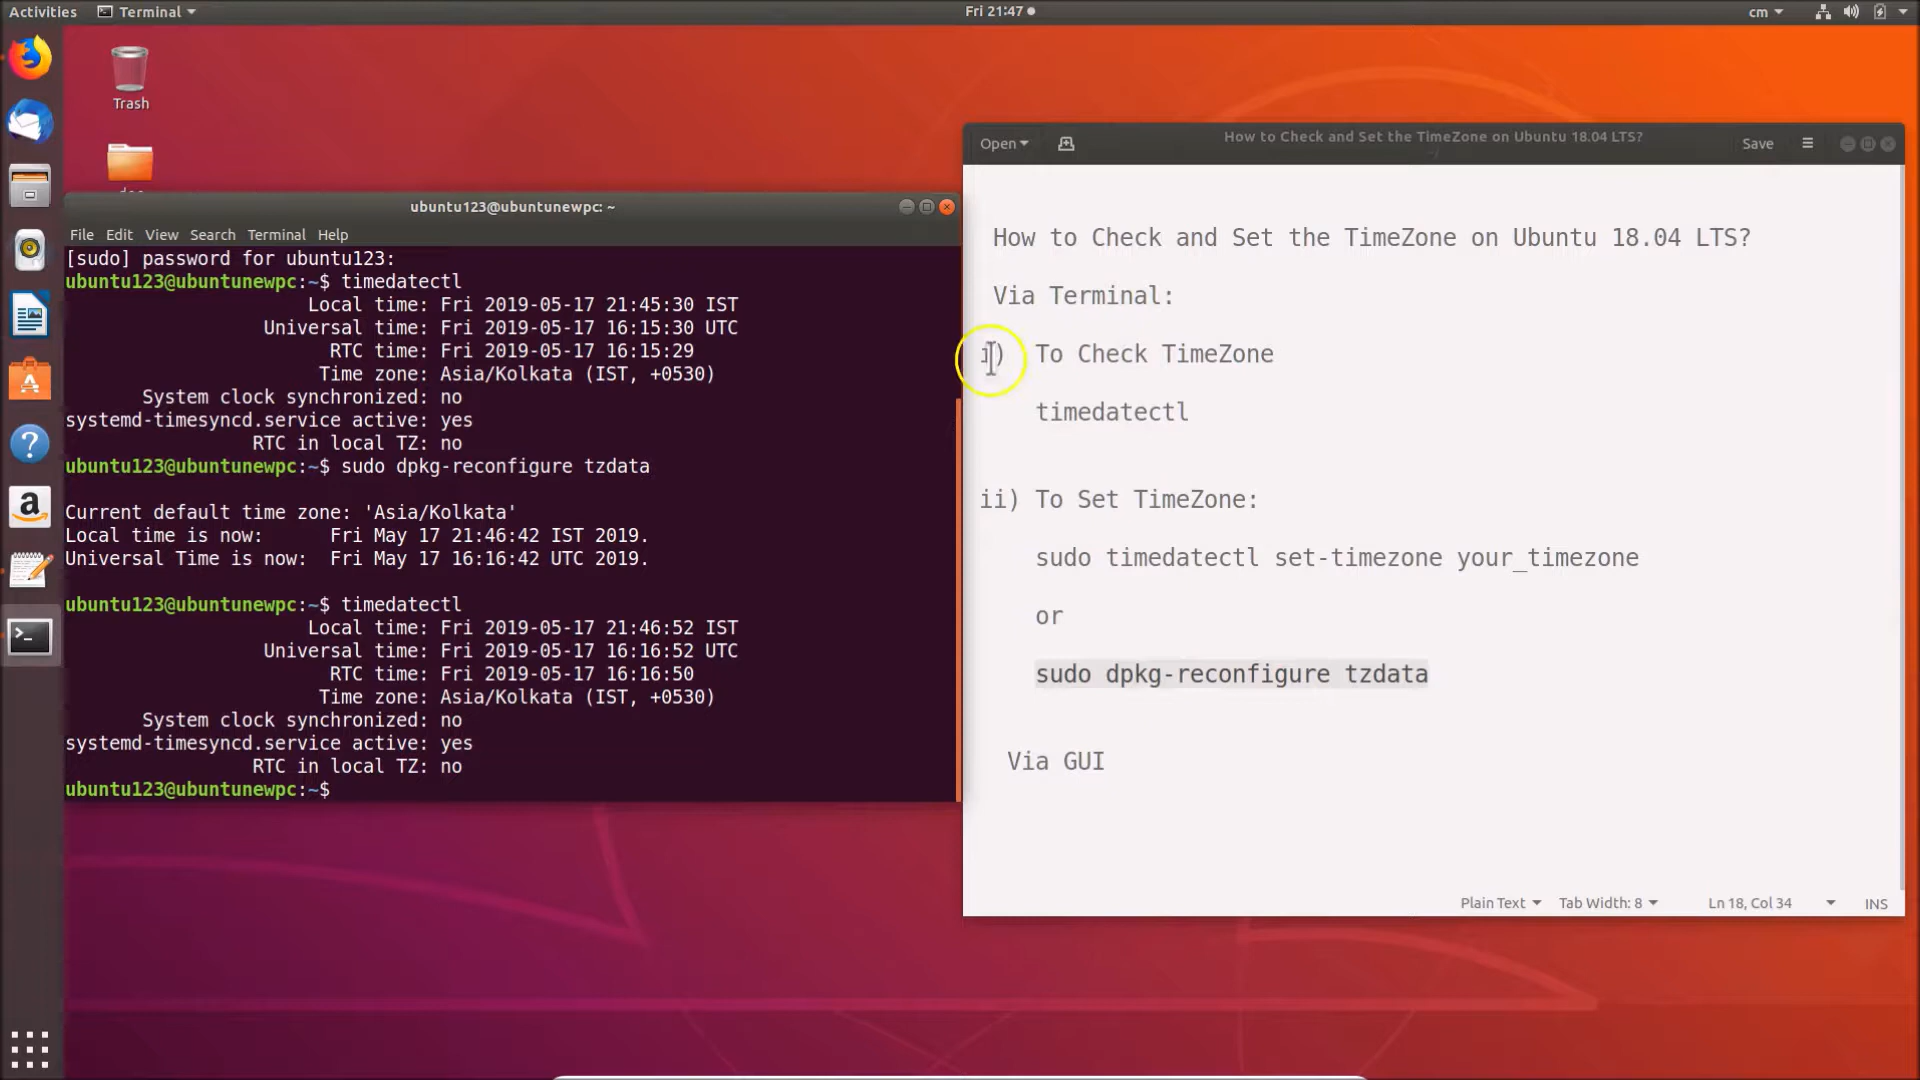 Activities Terminal Fri 21:47 cm
Trash
ubuntu123@ubuntunewpc: ~
File Edit View Search Terminal Help
[sudo] password for ubuntu123:
ubuntu123@ubuntunewpc:~$ timedatectl
Local time: Fri 2019-05-17 21:45:30 IST
Universal time: Fri 2019-05-17 16:15:30 UTC
RTC time: Fri 2019-05-17 16:15:29
Time zone: Asia/Kolkata (IST, +0530)
System clock synchronized: no
systemd-timesyncd.service active: yes
RTC in local TZ: no
ubuntu123@ubuntunewpc:~$ sudo dpkg-reconfigure tzdata
Current default time zone: 'Asia/Kolkata'
Local time is now: Fri May 17 21:46:42 IST 2019.
Universal Time is now: Fri May 17 16:16:42 UTC 2019.
ubuntu123@ubuntunewpc:~$ timedatectl
Local time: Fri 2019-05-17 21:46:52 IST
Universal time: Fri 2019-05-17 16:16:52 UTC
RTC time: Fri 2019-05-17 16:16:50
Time zone: Asia/Kolkata (IST, +0530)
System clock synchronized: no
systemd-timesyncd.service active: yes
RTC in local TZ: no
ubuntu123@ubuntunewpc:~$
Open How to Check and Set the TimeZone on Ubuntu 18.04 LTS? Save
~/
How to Check and Set the TimeZone on Ubuntu 18.04 LTS?
Via Terminal:
i) To Check TimeZone
timedatectl
ii) To Set TimeZone:
sudo timedatectl set-timezone your_timezone
or
sudo dpkg-reconfigure tzdata
Via GUI
Plain Text Tab Width: 8 Ln 18, Col 34 INS